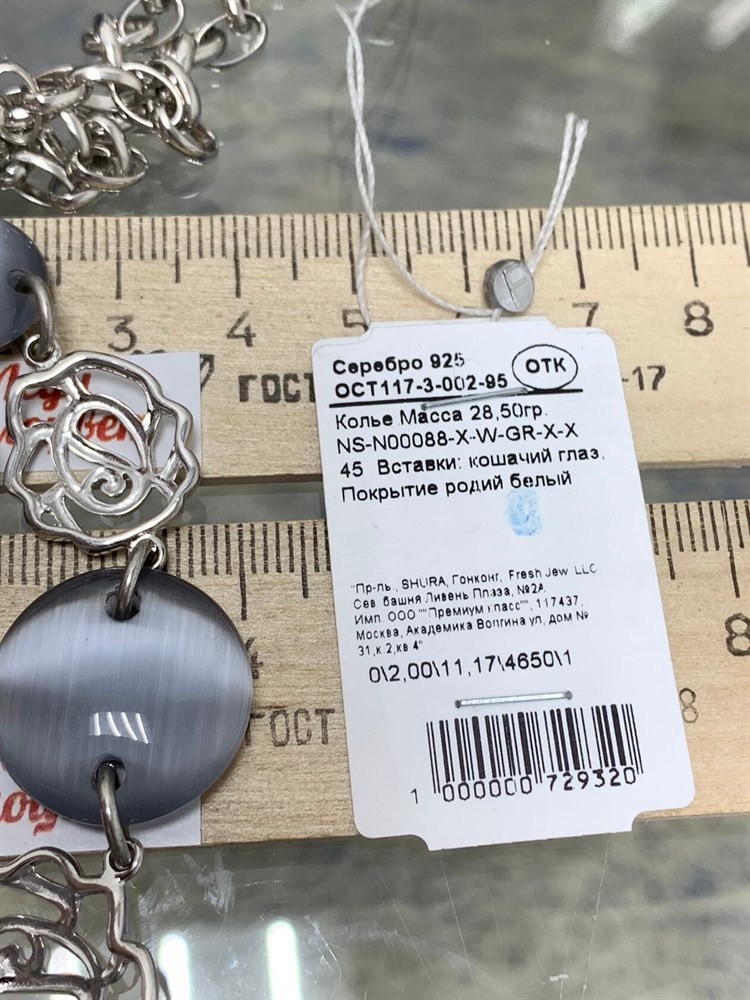 3 4 5 7 8
ГОСТ -17
Серебро 925 ОТК
ОСТ117-3-002-95
Колье Масса 28,50гр.
NS-N00088-X-W-GR-X-X
45 Вставки: кошачий глаз.
Покрытие родий белый
"Пр-ль, SHURA, Гонконг, Fresh Jew LLC
Сев башня Ливень Плаза, №2А
Имп. ООО ""Премиум класс"", 117437,
Москва, Академика Волгина ул, дом №
31,к.2,кв 4"
0\2,00\11,17\4650\1
1 000000 729320
4 8
ГОСТ 8